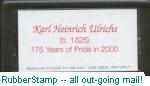 Karl Heinrich Ulrichs
(b. 1825)
175 Years of Pride in 2000
RubberStamp -- all out-going mail!